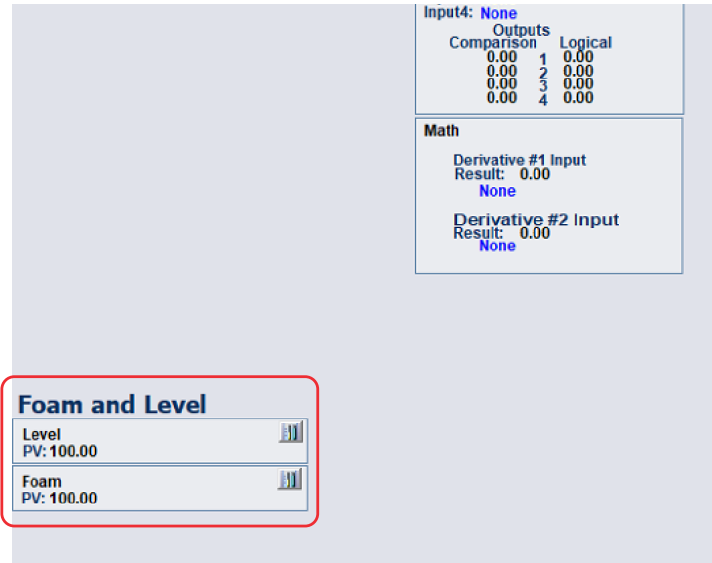 Input4: None
Outputs
Comparison Logical
0.00 1 0.00
0.00 2 0.00
0.00 3 0.00
0.00 4 0.00
Math
Derivative #1 Input
Result: 0.00
None
Derivative #2 Input
Result: 0.00
None
Foam and Level
Level
PV: 100.00
Foam
PV: 100.00